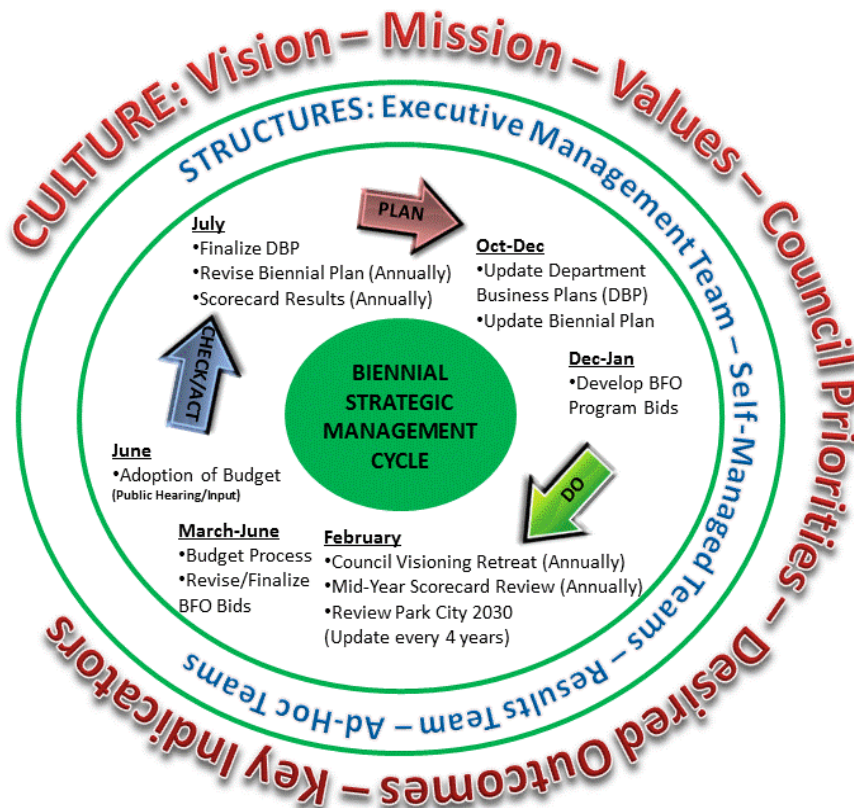 CULTURE: Vision – Mission – Values – Council Priorities – Desired Outcomes – Key Indicators
STRUCTURES: Executive Management Team – Self-Managed Teams – Results Team – Ad-Hoc Teams
PLAN
July
•Finalize DBP
•Revise Biennial Plan (Annually)
•Scorecard Results (Annually)
Oct-Dec
•Update Department
Business Plans (DBP)
•Update Biennial Plan
Dec-Jan
•Develop BFO
Program Bids
DO
BIENNIAL
STRATEGIC
MANAGEMENT
CYCLE
February
•Council Visioning Retreat (Annually)
•Mid-Year Scorecard Review (Annually)
•Review Park City 2030
(Update every 4 years)
March-June
•Budget Process
•Revise/Finalize
BFO Bids
June
•Adoption of Budget
(Public Hearing/Input)
CHECK/ACT